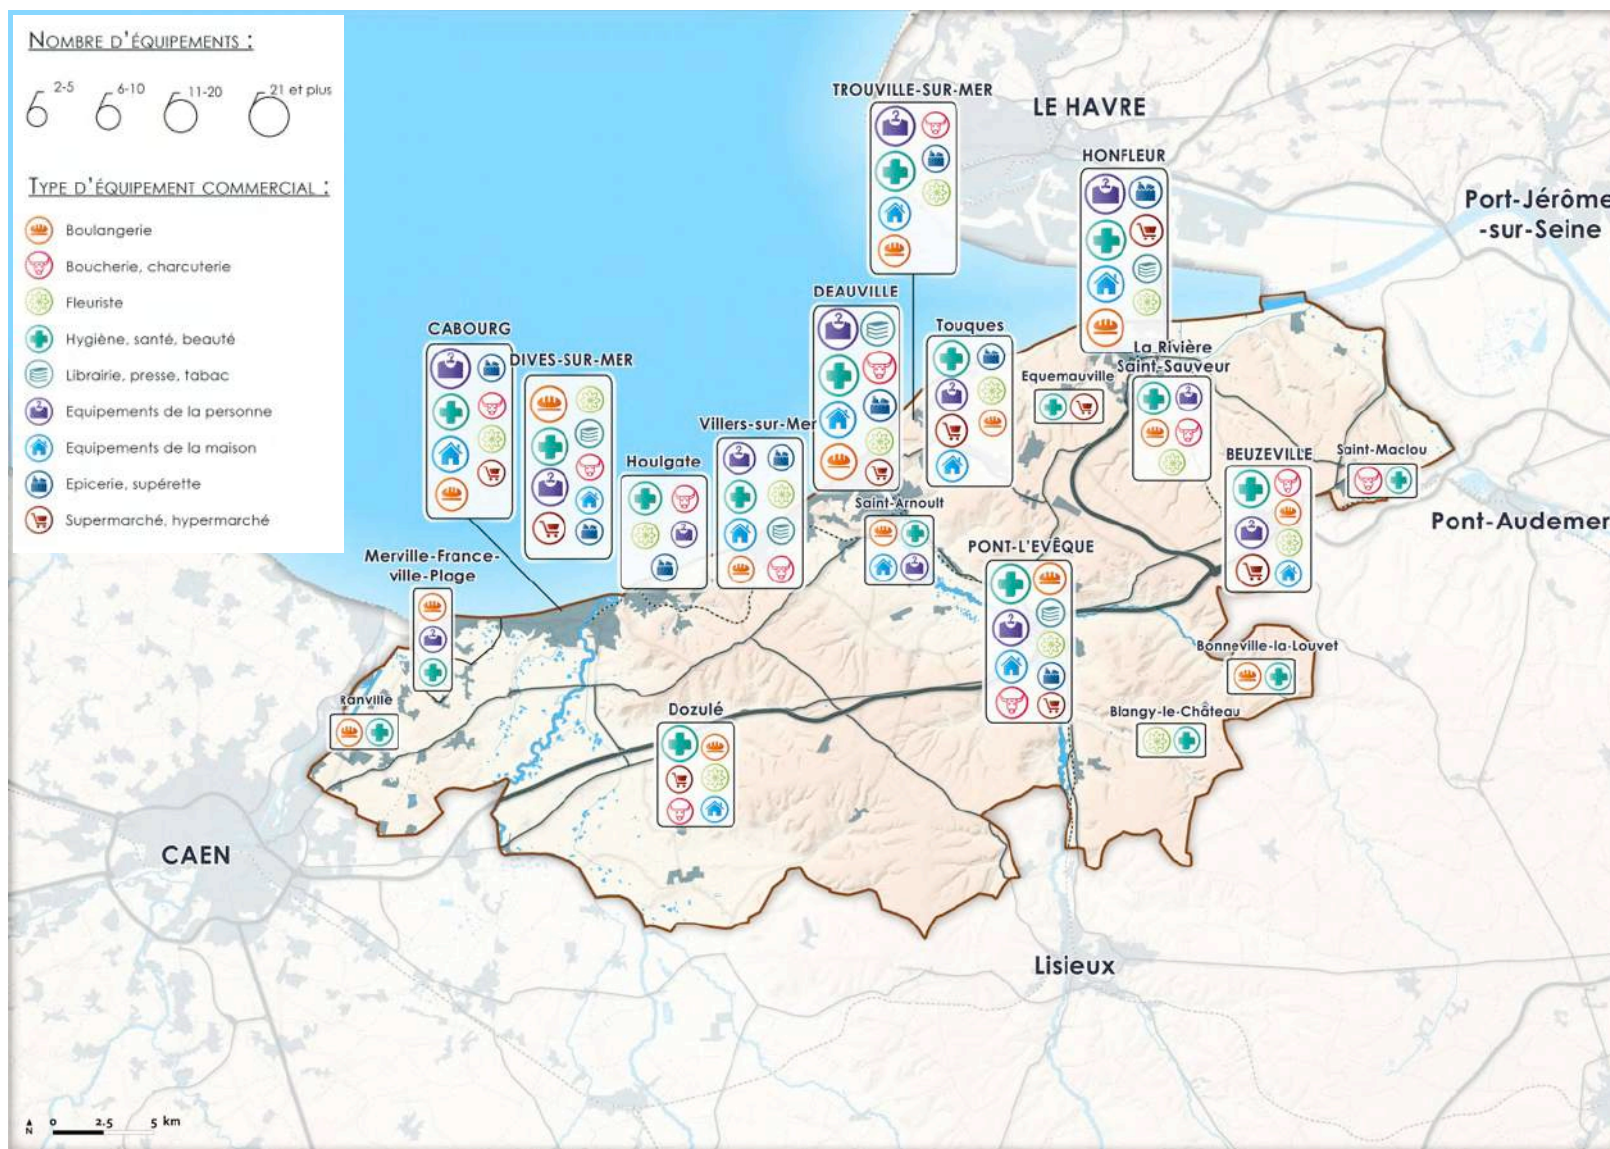 NOMBRE D'ÉQUIPEMENTS :
2-5
6-10
11-20
21 et plus
TYPE D'ÉQUIPEMENT COMMERCIAL :
Boulangerie
Boucherie, charcuterie
Fleuriste
Hygiène, santé, beauté
Librairie, presse, tabac
Equipements de la personne
Equipements de la maison
Epicerie, supérette
Supermarché, hypermarché
TROUVILLE-SUR-MER
LE HAVRE
HONFLEUR
Port-Jérôme
-sur-Seine
DEAUVILLE
CABOURG
Touques
DIVES-SUR-MER
La Rivière
Saint-Sauveur
Equemauville
Villers-sur-Mer
Houlgate
BEUZEVILLE
Saint-Maclou
Saint-Arnoult
Pont-Audemer
PONT-L'EVÊQUE
Merville-France-
ville-Plage
Bonneville-la-Louvet
Ranville
Dozulé
Blangy-le-Château
CAEN
Lisieux
N
0 2.5 5 km